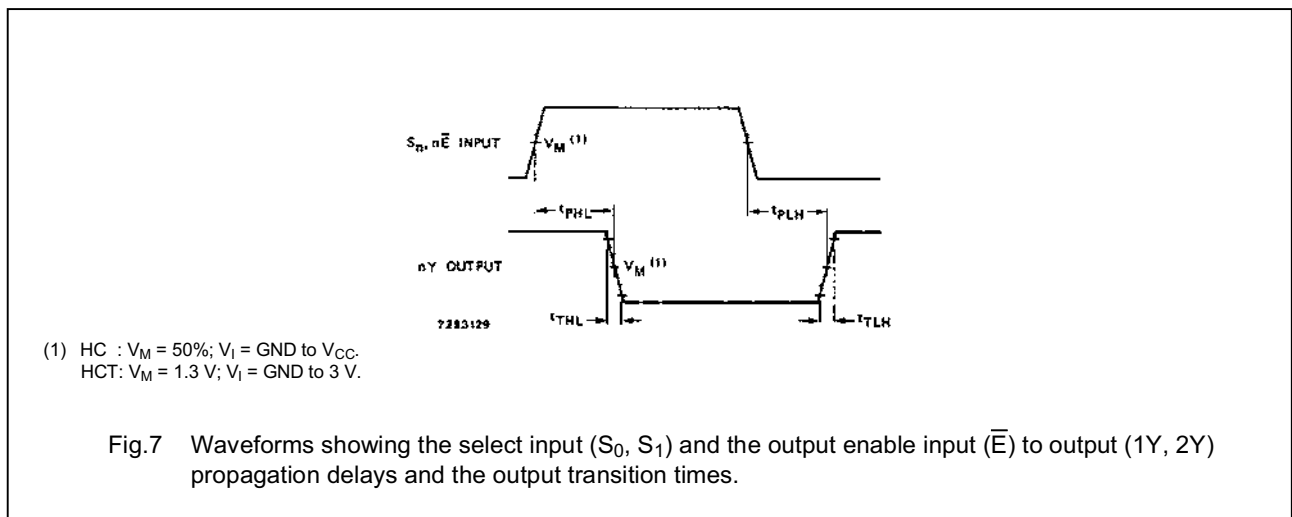 Sn, nE̅ INPUT
VM (1)
tPHL
tPLH
nY OUTPUT
VM (1)
tTHL
tTLH
(1) HC : VM = 50%; VI = GND to VCC.
HCT: VM = 1.3 V; VI = GND to 3 V.
Fig.7 Waveforms showing the select input (S0, S1) and the output enable input (E̅) to output (1Y, 2Y)
propagation delays and the output transition times.